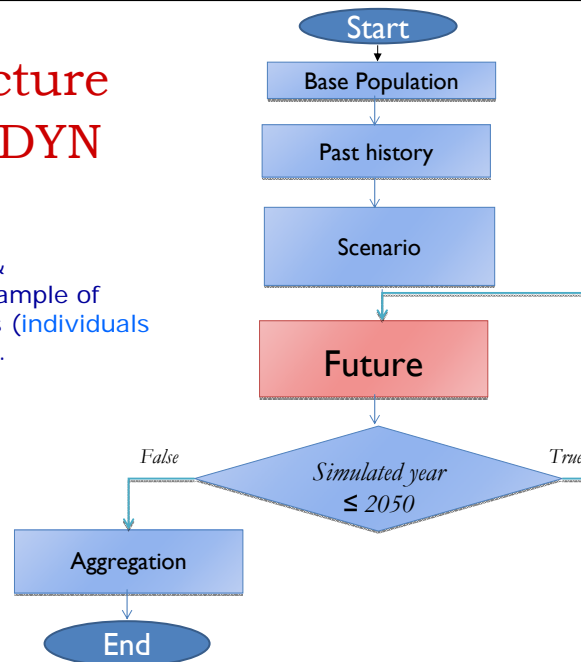 cture
DYN
&
ample of
s (individuals
.
Start
Base Population
Past history
Scenario
Future
False
True
Simulated year
≤ 2050
Aggregation
End